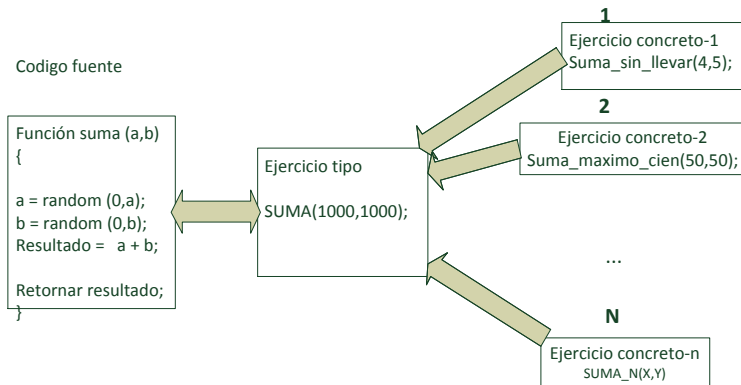 Codigo fuente
Función suma (a,b)
{
a = random (0,a);
b = random (0,b);
Resultado =   a + b;
Retornar resultado;
}
Ejercicio tipo
SUMA(1000,1000);
1
Ejercicio concreto-1
Suma_sin_llevar(4,5);
2
Ejercicio concreto-2
Suma_maximo_cien(50,50);
...
N
Ejercicio concreto-n
SUMA_N(X,Y)